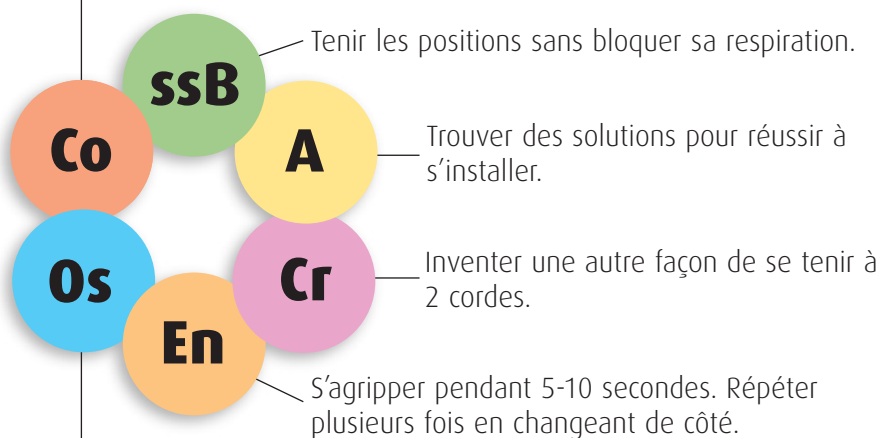 ssB
Tenir les positions sans bloquer sa respiration.
Co
A
Trouver des solutions pour réussir à
s'installer.
Os
Cr
Inventer une autre façon de se tenir à
2 cordes.
En
S'agripper pendant 5-10 secondes. Répéter
plusieurs fois en changeant de côté.